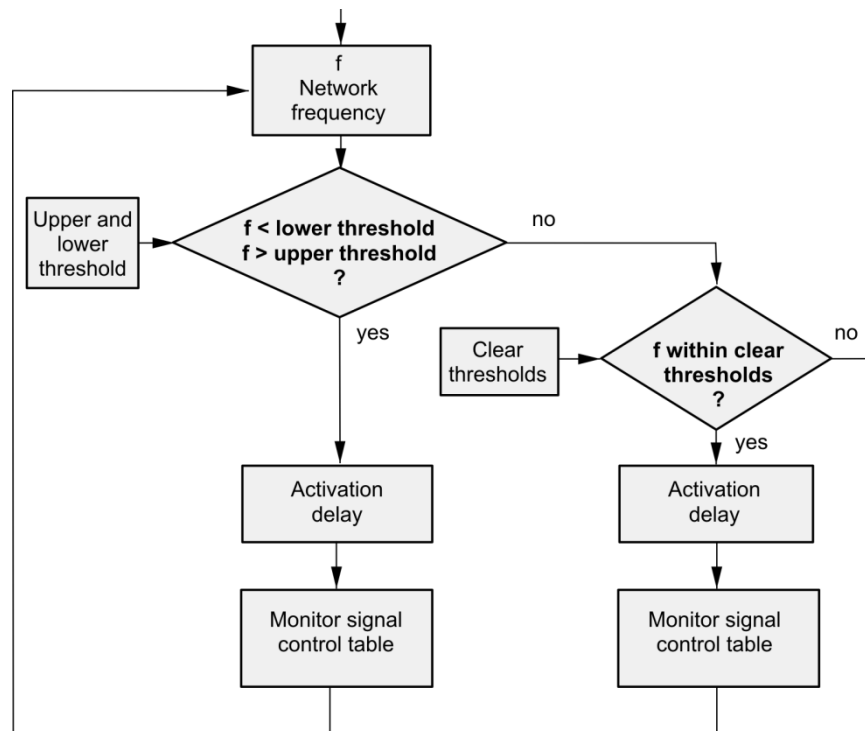 f
Network
frequency
Upper and
lower
threshold
f < lower threshold
f > upper threshold
?
no
yes
Clear
thresholds
f within clear
thresholds
?
no
yes
Activation
delay
Activation
delay
Monitor signal
control table
Monitor signal
control table